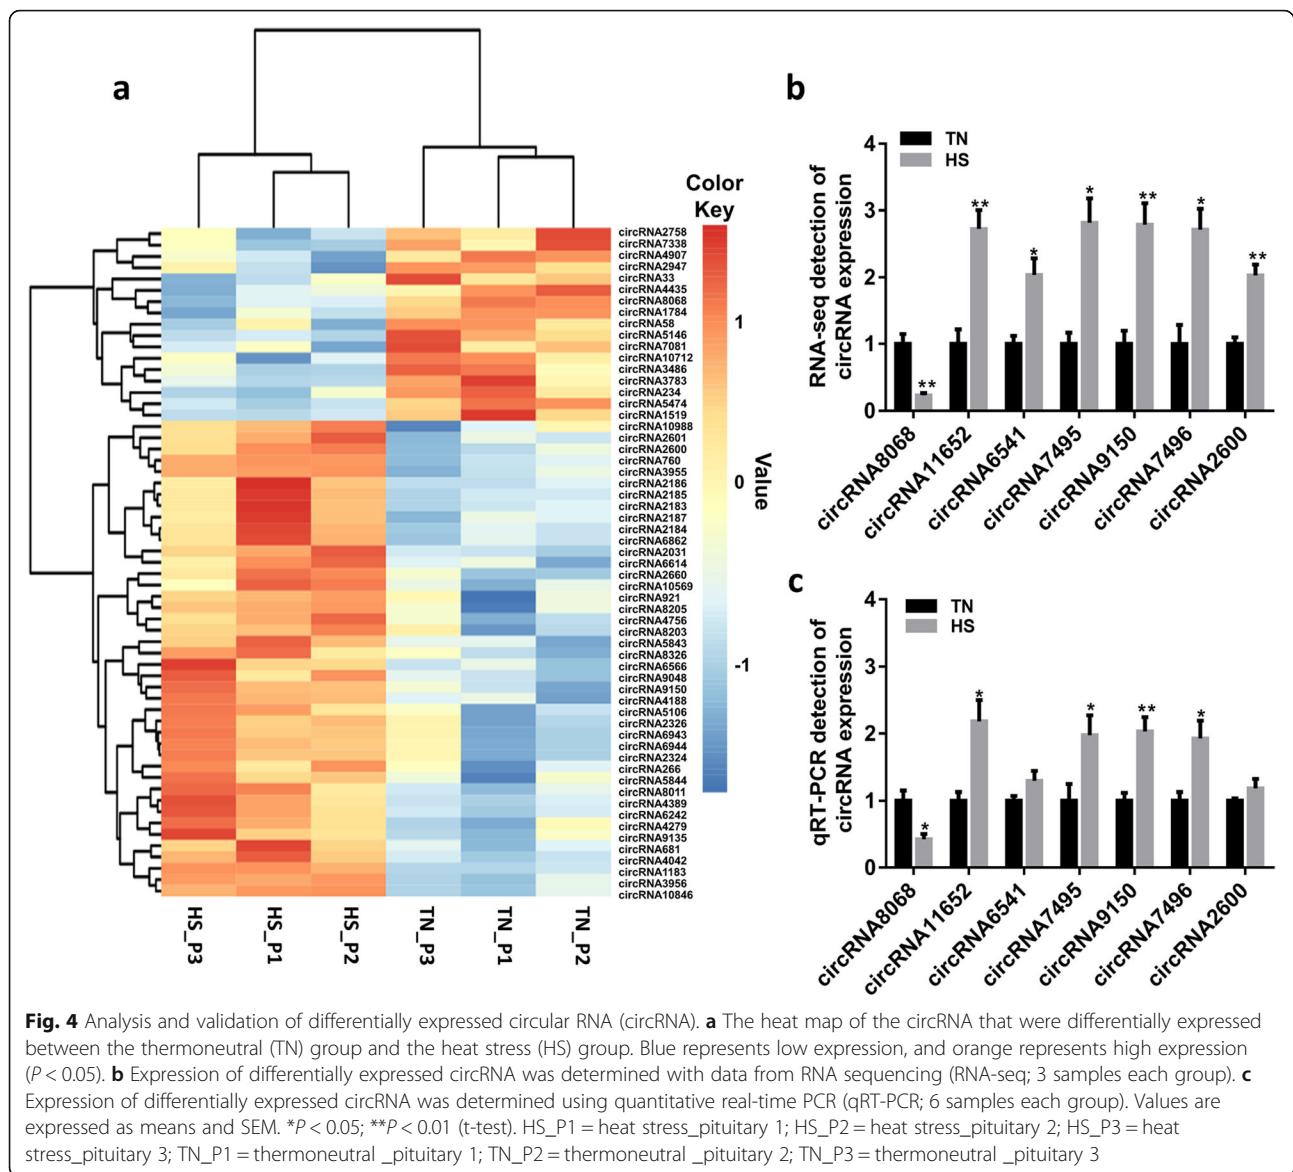 a
Color
Key
1
0
-1
Value
circRNA2758
circRNA7338
circRNA4907
circRNA2947
circRNA33
circRNA4435
circRNA8068
circRNA1784
circRNA58
circRNA5146
circRNA7081
circRNA10712
circRNA3486
circRNA3783
circRNA234
circRNA5474
circRNA1519
circRNA10988
circRNA2601
circRNA2600
circRNA760
circRNA3955
circRNA2186
circRNA2185
circRNA2183
circRNA2187
circRNA2184
circRNA6862
circRNA2031
circRNA6614
circRNA2660
circRNA10569
circRNA921
circRNA8205
circRNA4756
circRNA8203
circRNA5843
circRNA8326
circRNA6566
circRNA9048
circRNA9150
circRNA4188
circRNA5106
circRNA2326
circRNA6943
circRNA6944
circRNA2324
circRNA266
circRNA5844
circRNA8011
circRNA4389
circRNA6242
circRNA4279
circRNA9135
circRNA681
circRNA4042
circRNA1183
circRNA3956
circRNA10846
HS_P3
HS_P1
HS_P2
TN_P3
TN_P1
TN_P2
b
RNA-seq detection of
circRNA expression
4
3
2
1
0
TN
HS
**
**
*
*
**
*
**
circRNA8068
circRNA11652
circRNA6541
circRNA7495
circRNA9150
circRNA7496
circRNA2600
c
qRT-PCR detection of
circRNA expression
4
3
2
1
0
TN
HS
*
*
*
**
*
circRNA8068
circRNA11652
circRNA6541
circRNA7495
circRNA9150
circRNA7496
circRNA2600
Fig. 4 Analysis and validation of differentially expressed circular RNA (circRNA). a The heat map of the circRNA that were differentially expressed
between the thermoneutral (TN) group and the heat stress (HS) group. Blue represents low expression, and orange represents high expression
(P < 0.05). b Expression of differentially expressed circRNA was determined with data from RNA sequencing (RNA-seq; 3 samples each group). c
Expression of differentially expressed circRNA was determined using quantitative real-time PCR (qRT-PCR; 6 samples each group). Values are
expressed as means and SEM. *P < 0.05; **P < 0.01 (t-test). HS_P1 = heat stress_pituitary 1; HS_P2 = heat stress_pituitary 2; HS_P3 = heat
stress_pituitary 3; TN_P1 = thermoneutral _pituitary 1; TN_P2 = thermoneutral _pituitary 2; TN_P3 = thermoneutral _pituitary 3